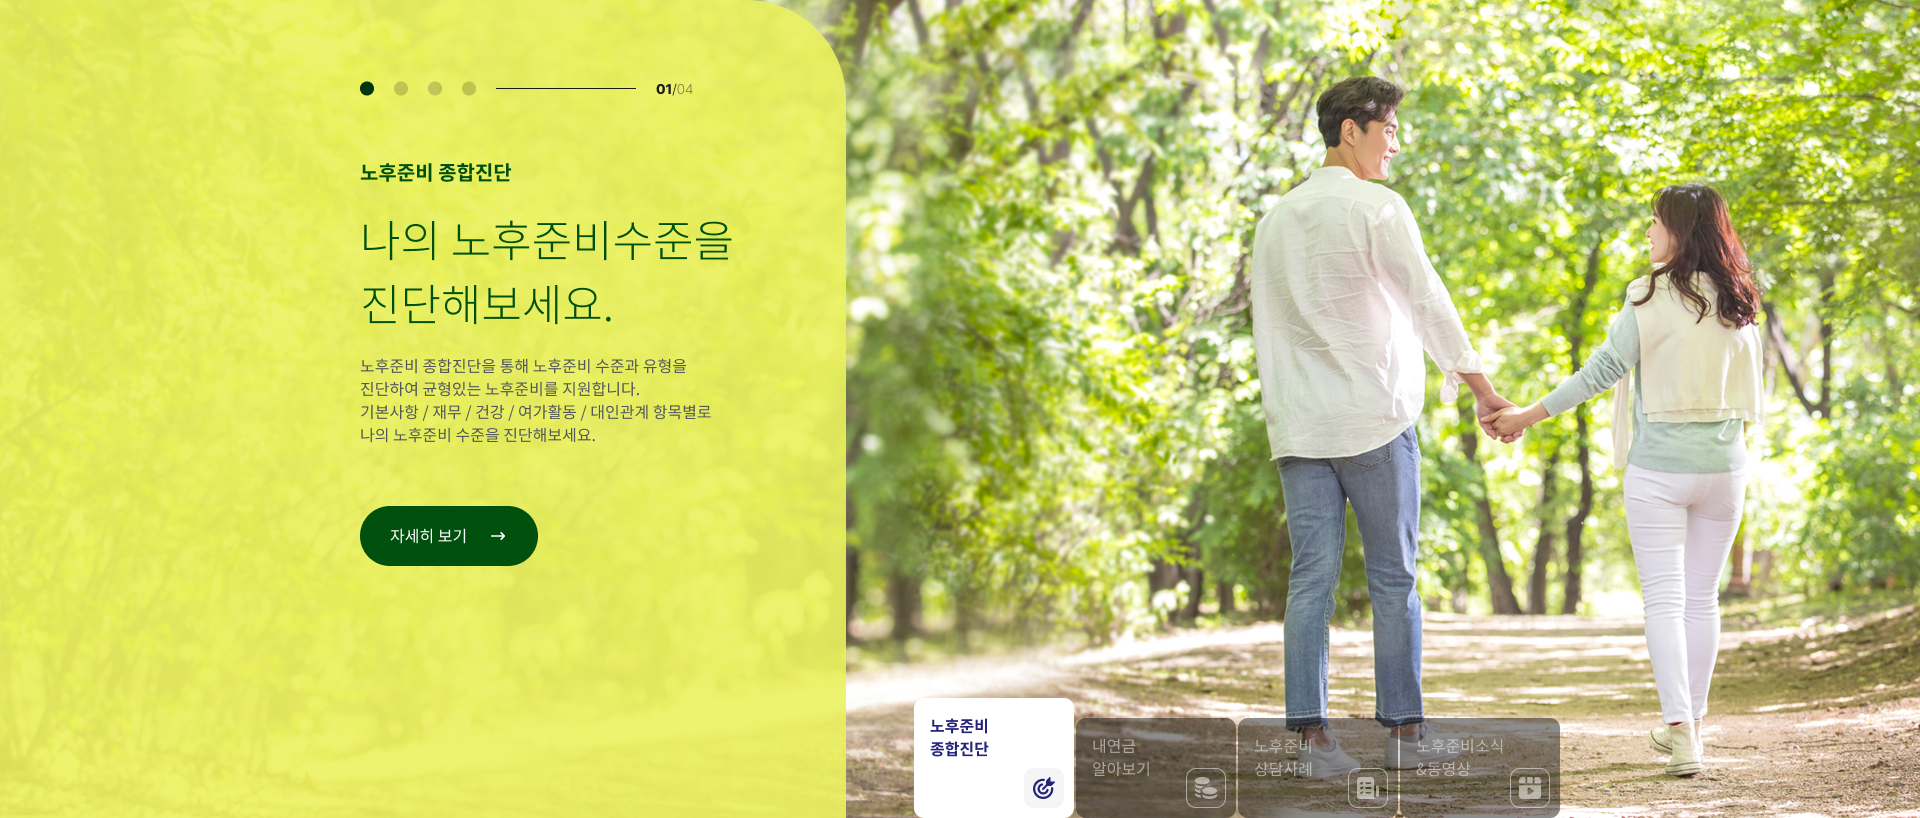 01/04
노후준비 종합진단
나의 노후준비수준을
진단해보세요.
노후준비 종합진단을 통해 노후준비 수준과 유형을
진단하여 균형있는 노후준비를 지원합니다.
기본사항 / 재무 / 건강 / 여가활동 / 대인관계 항목별로
나의 노후준비 수준을 진단해보세요.
자세히 보기
노후준비
종합진단
내연금
알아보기
노후준비
상담사례
노후준비소식
&동영상